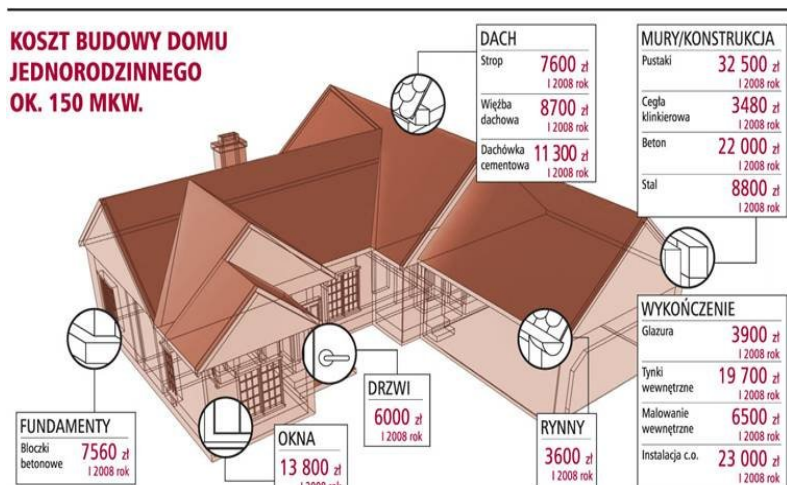 KOSZT BUDOWY DOMU
JEDNORODZINNEGO
OK. 150 MKW.
DACH
Strop 7600 zł
I 2008 rok
Więźba
dachowa 8700 zł
I 2008 rok
Dachówka
cementowa 11 300 zł
I 2008 rok
MURY/KONSTRUKCJA
Pustaki 32 500 zł
I 2008 rok
Cegła
klinkierowa 3480 zł
I 2008 rok
Beton 22 000 zł
I 2008 rok
Stal 8800 zł
I 2008 rok
WYKOŃCZENIE
Glazura 3900 zł
I 2008 rok
Tynki
wewnętrzne 19 700 zł
I 2008 rok
Malowanie
wewnętrzne 6500 zł
I 2008 rok
Instalacja c.o. 23 000 zł
I 2008 rok
FUNDAMENTY
Bloczki
betonowe 7560 zł
I 2008 rok
OKNA
13 800 zł
I 2008 rok
DRZWI
6000 zł
I 2008 rok
RYNNY
3600 zł
I 2008 rok